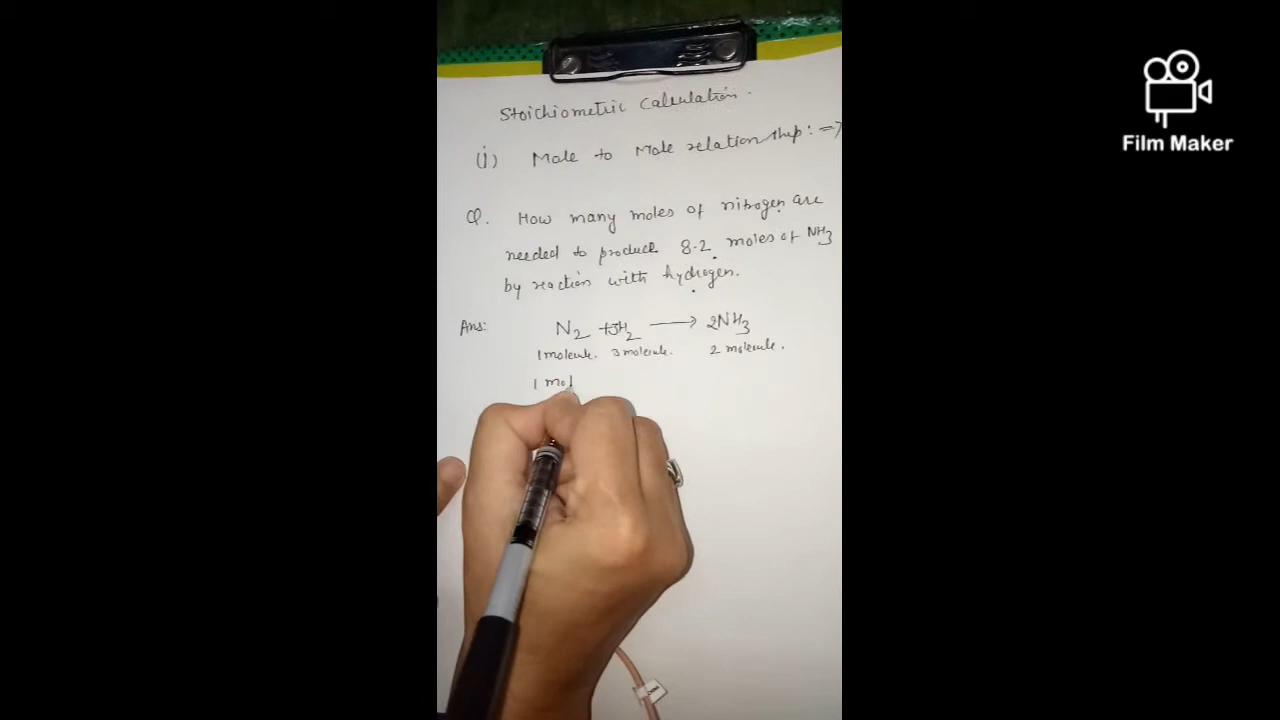 Stoichiometric Calculation.
(i) Mole to Mole relationship: =>
Q. How many moles of nitrogen are
needed to produce 8.2 moles of NH3
by reaction with hydrogen.
Ans: N2 + 3H2 ⟶ 2NH3
1 molecule. 3 molecule. 2 molecule.
1 mol
Film Maker